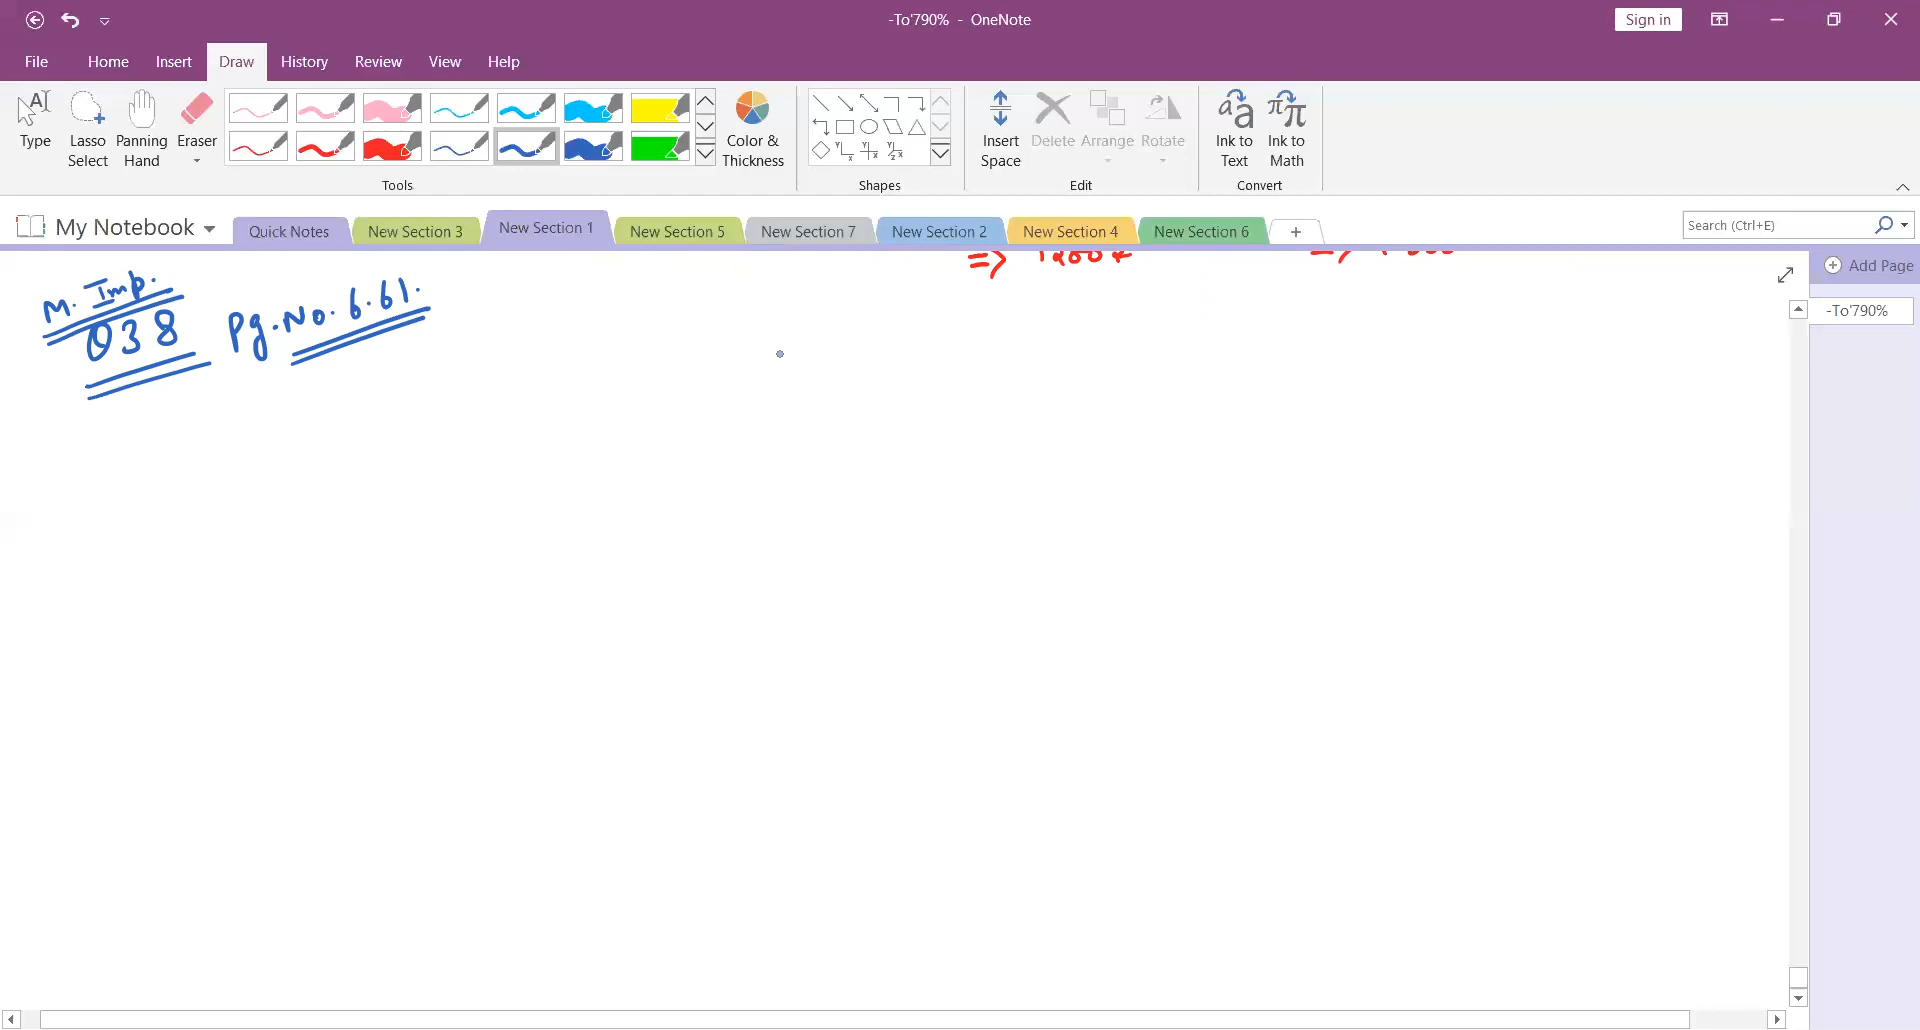 -To'790% - OneNote
Sign in
File Home Insert Draw History Review View Help
Type
Lasso Select
Panning Hand
Eraser
Color & Thickness
Insert Space
Delete
Arrange
Rotate
Ink to Text
Ink to Math
Tools
Shapes
Edit
Convert
My Notebook
Quick Notes
New Section 3
New Section 1
New Section 5
New Section 7
New Section 2
New Section 4
New Section 6
Search (Ctrl+E)
Add Page
-To'790%
M. Imp.
Q38 Pg. No. 6.61.